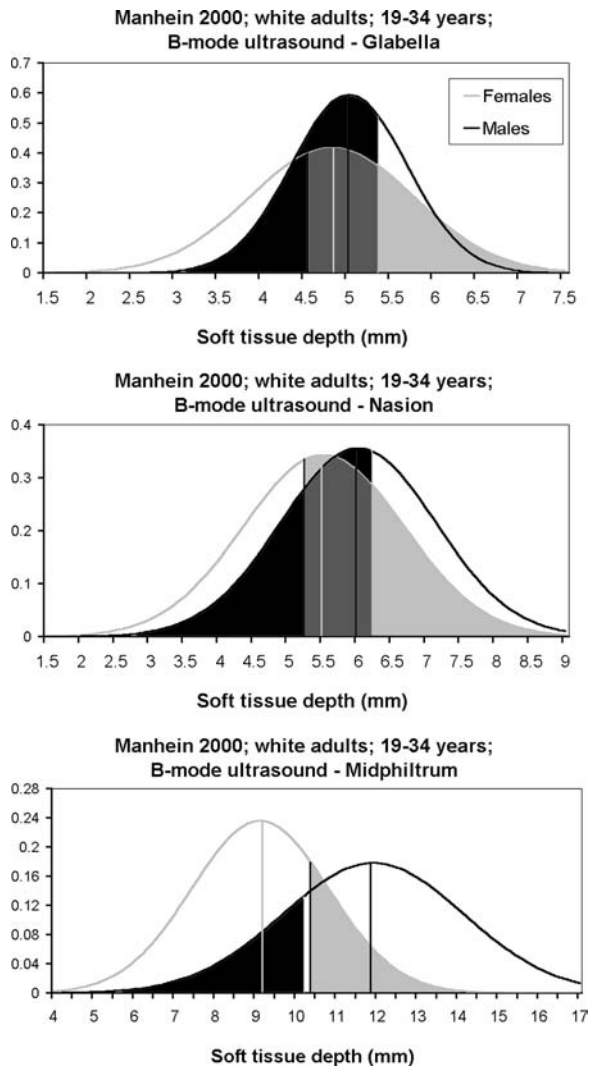 Manhein 2000; white adults; 19-34 years;
B-mode ultrasound - Glabella
0.7
0.6
0.5
0.4
0.3
0.2
0.1
0
Females
Males
1.5 2 2.5 3 3.5 4 4.5 5 5.5 6 6.5 7 7.5
Soft tissue depth (mm)
Manhein 2000; white adults; 19-34 years;
B-mode ultrasound - Nasion
0.4
0.3
0.2
0.1
0
1.5 2 2.5 3 3.5 4 4.5 5 5.5 6 6.5 7 7.5 8 8.5 9
Soft tissue depth (mm)
Manhein 2000; white adults; 19-34 years;
B-mode ultrasound - Midphiltrum
0.28
0.24
0.2
0.16
0.12
0.08
0.04
0
4 5 6 7 8 9 10 11 12 13 14 15 16 17
Soft tissue depth (mm)